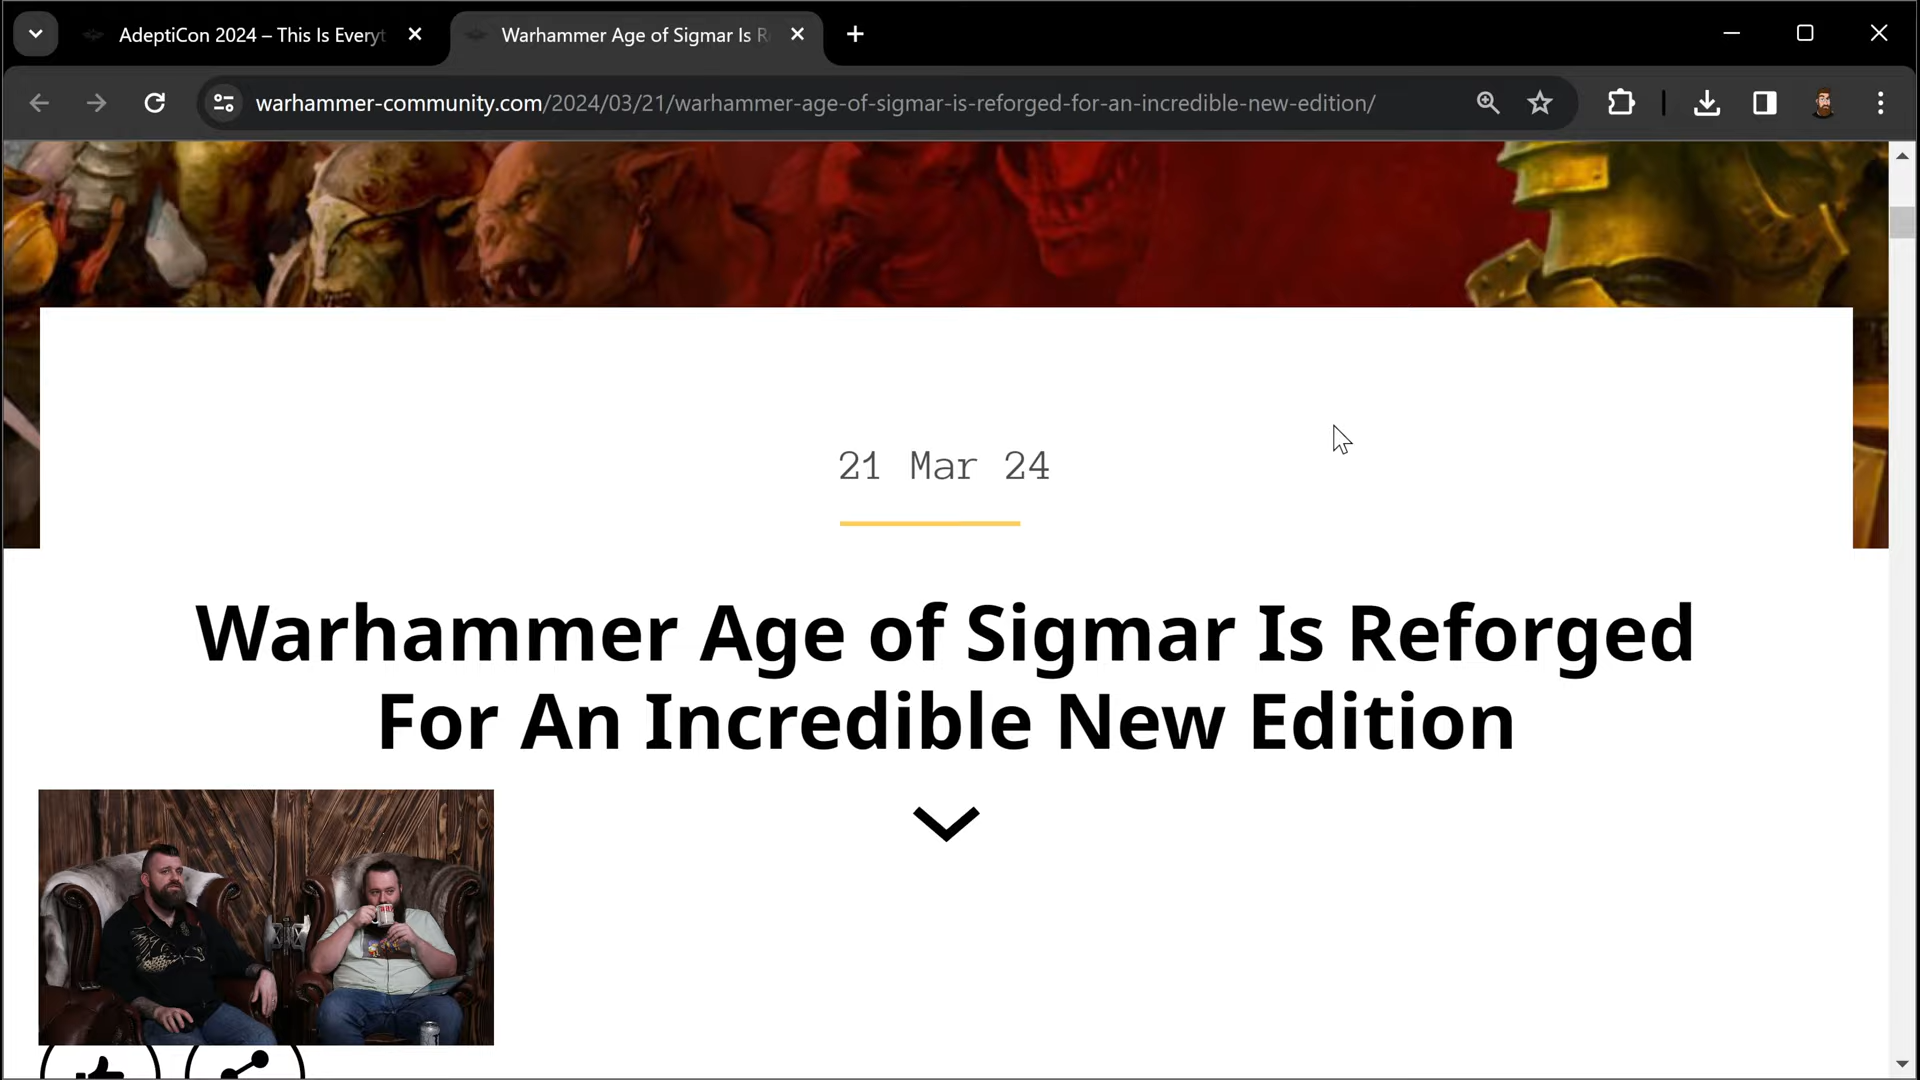 AdeptiCon 2024 – This Is Everyt
Warhammer Age of Sigmar Is R
warhammer-community.com/2024/03/21/warhammer-age-of-sigmar-is-reforged-for-an-incredible-new-edition/
21 Mar 24
Warhammer Age of Sigmar Is Reforged
For An Incredible New Edition